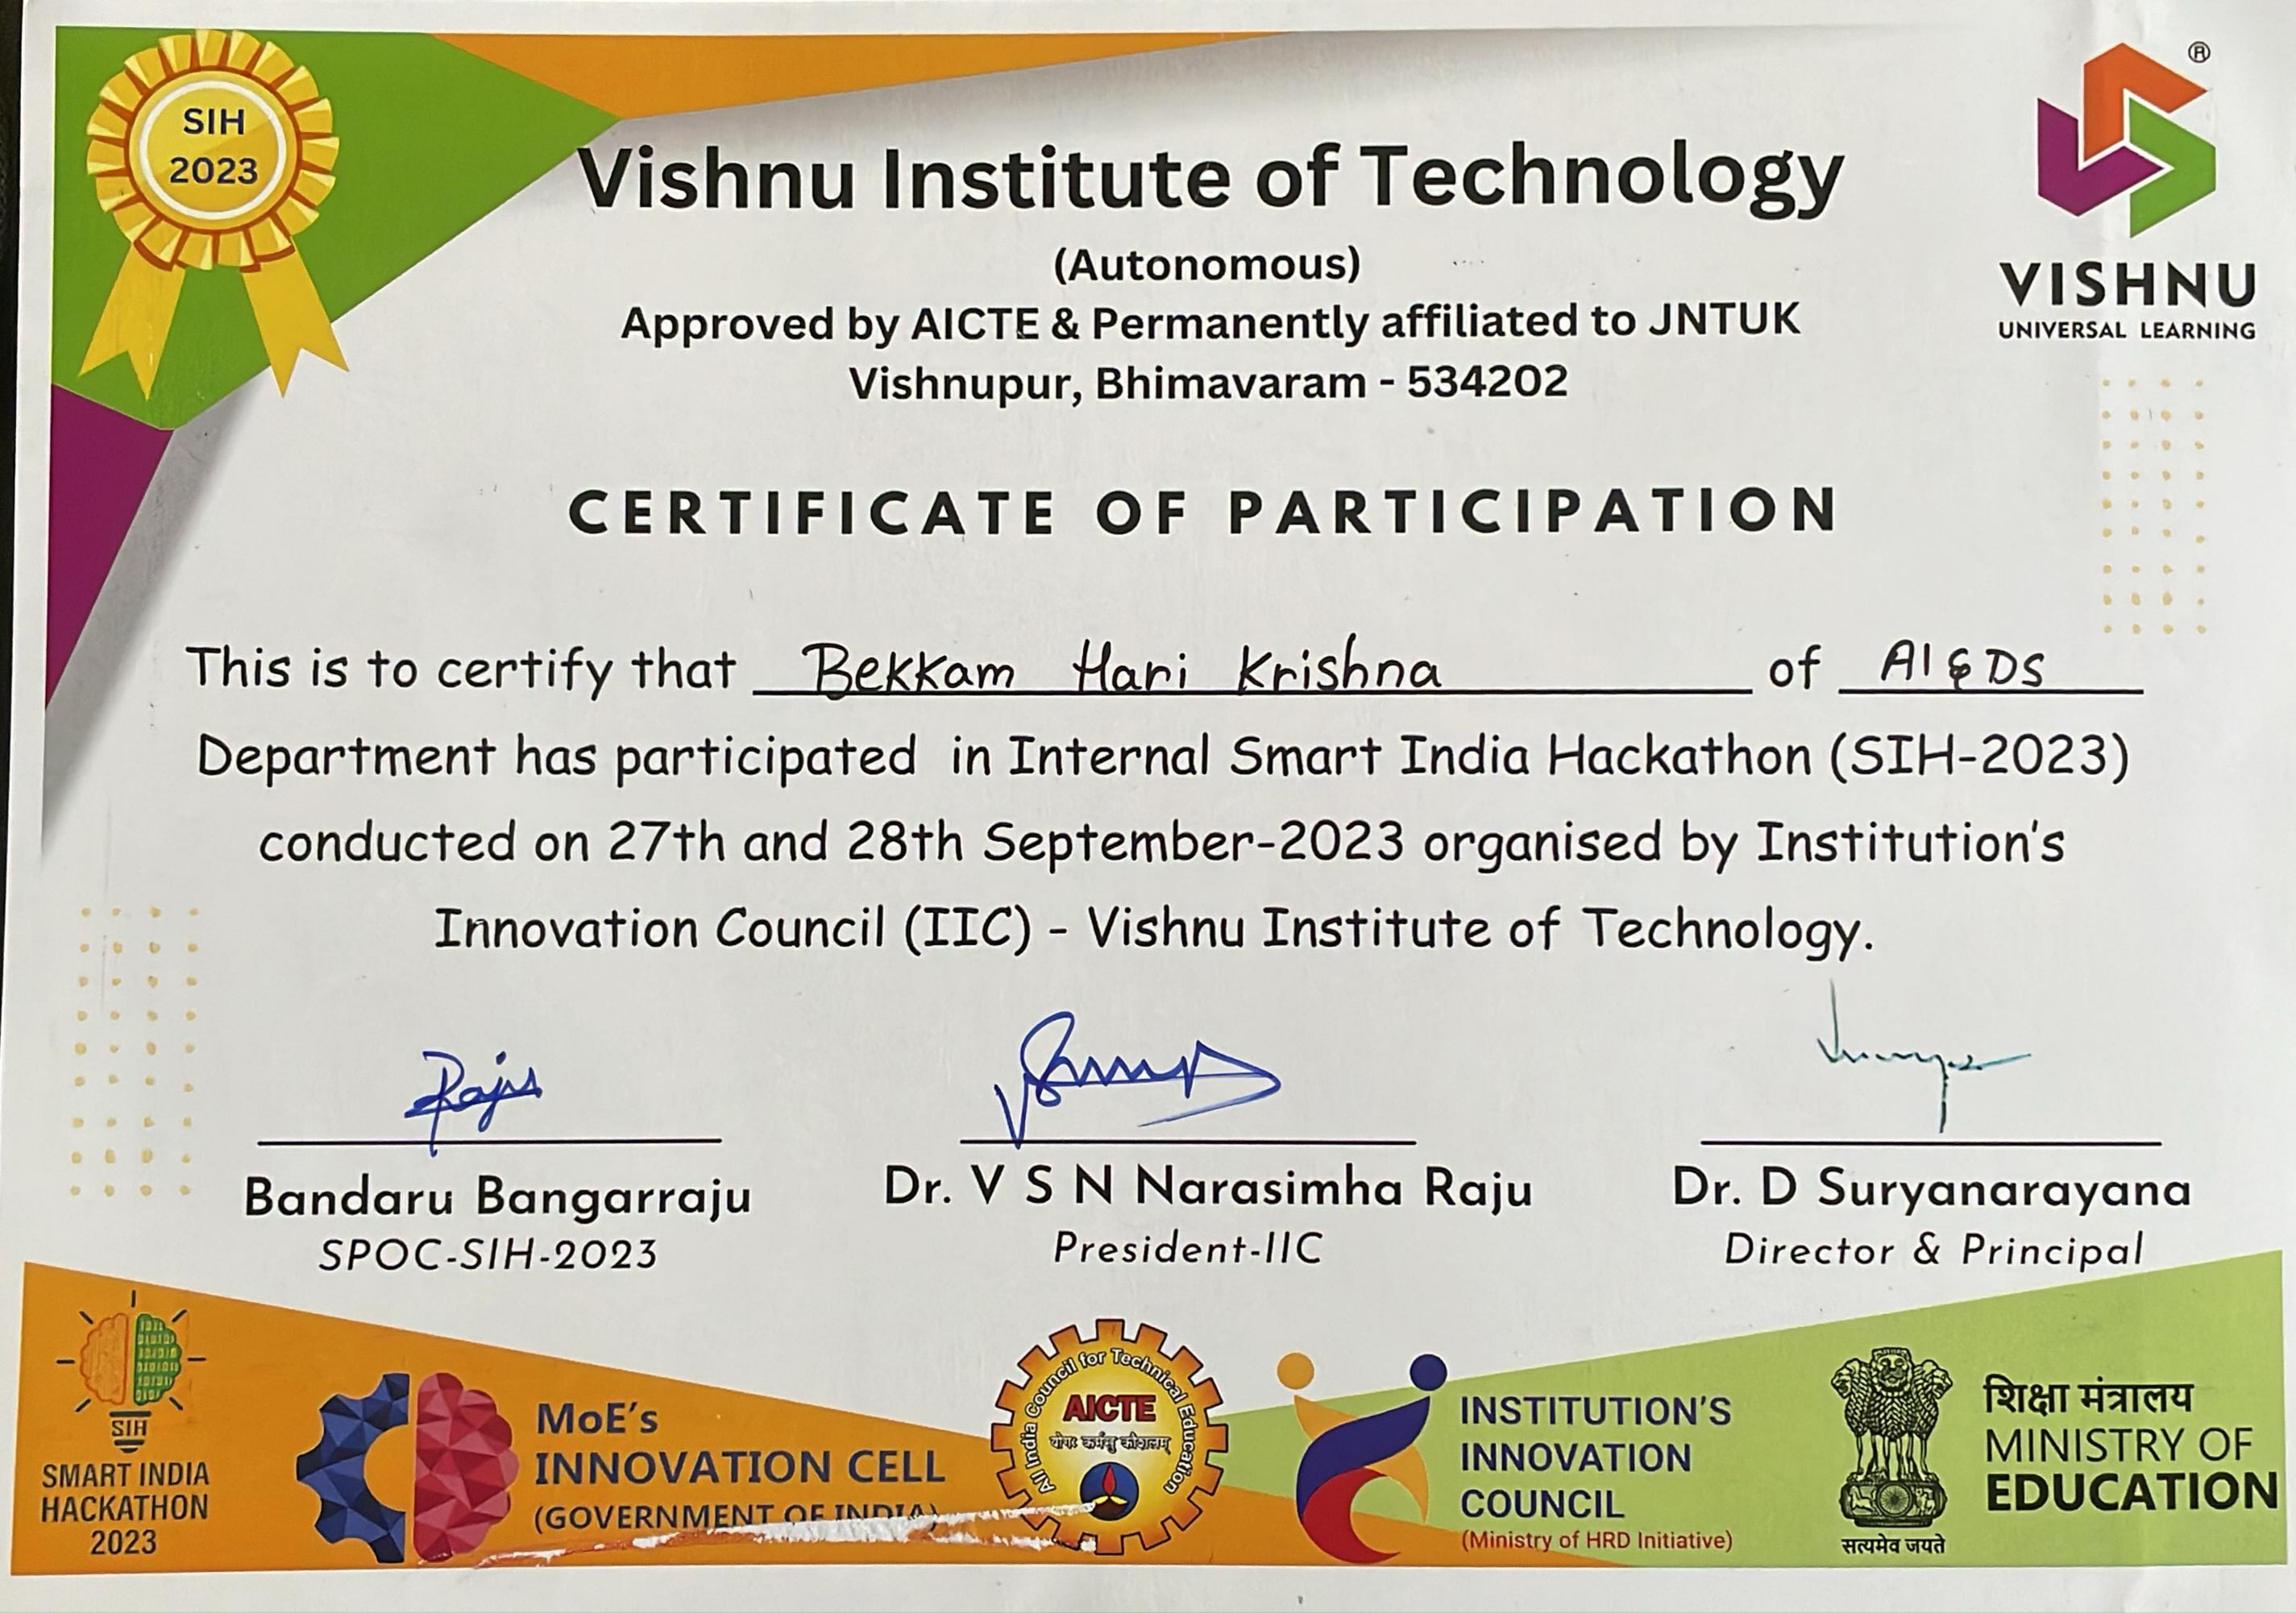 SIH
2023
®
Vishnu Institute of Technology
(Autonomous)
Approved by AICTE & Permanently affiliated to JNTUK
Vishnupur, Bhimavaram - 534202
VISHNU
UNIVERSAL LEARNING
CERTIFICATE OF PARTICIPATION
This is to certify that Bekkam Hari Krishna of AI & DS
Department has participated in Internal Smart India Hackathon (SIH-2023)
conducted on 27th and 28th September-2023 organised by Institution's
Innovation Council (IIC) - Vishnu Institute of Technology.
Bandaru Bangarraju
SPOC-SIH-2023
Dr. V S N Narasimha Raju
President-IIC
Dr. D Suryanarayana
Director & Principal
SIH
SMART INDIA
HACKATHON
2023
MoE's
INNOVATION CELL
(GOVERNMENT OF INDIA)
All India Council for Technical Education
AICTE
योगः कर्मसु कौशलम्
INSTITUTION'S
INNOVATION
COUNCIL
(Ministry of HRD Initiative)
सत्यमेव जयते
शिक्षा मंत्रालय
MINISTRY OF
EDUCATION